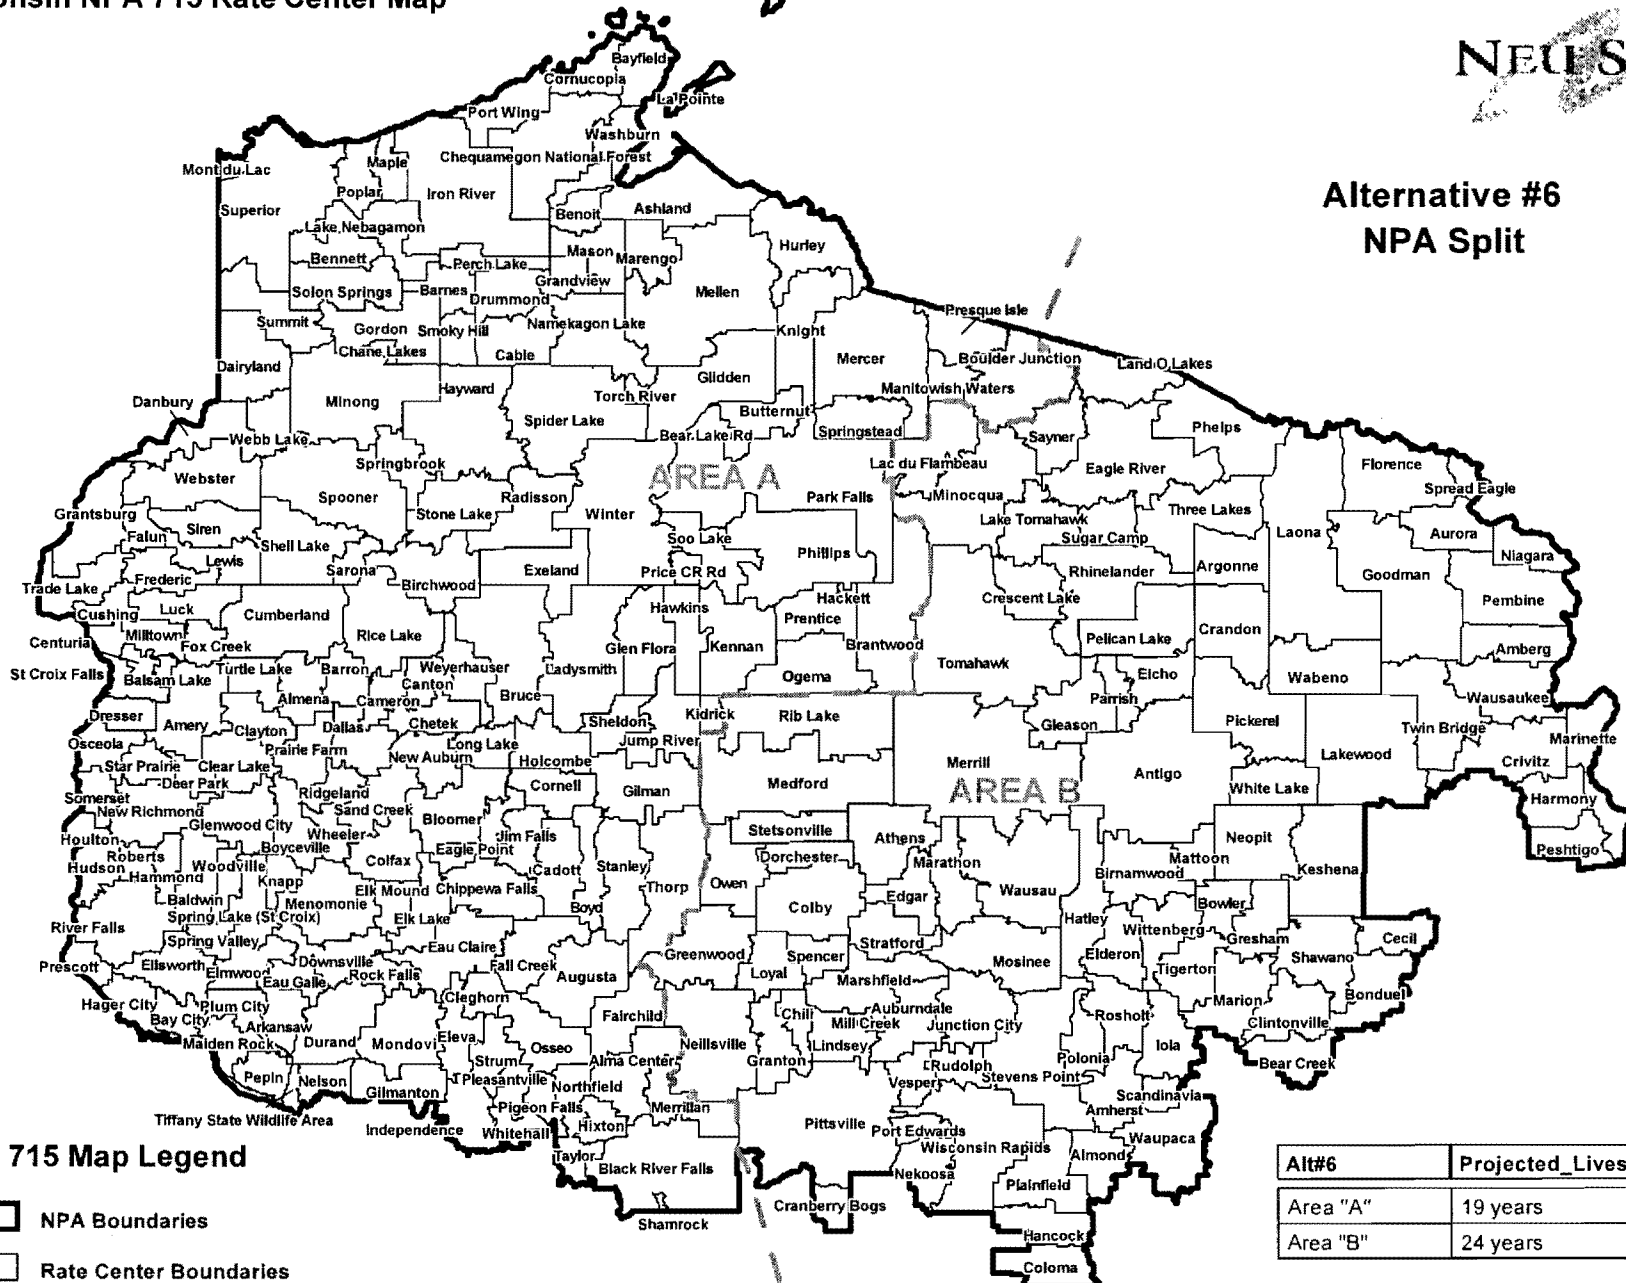 Rate Center Map
NEUS
Alternative #6
NPA Split
Bayfield
Cornucopia
La Pointe
Port Wing
Washburn
Chequamegon National Forest
Mont du Lac
Maple
Poplar
Iron River
Superior
Benoit
Ashland
Lake Nebagamon
Hurley
Bennett
Perch Lake
Mason
Marengo
Solon Springs
Barnes
Grandview
Drummond
Mellen
Presque Isle
Summit
Gordon
Smoky Hill
Namekagon Lake
Knight
Chane Lakes
Cable
Mercer
Boulder Junction
Land O Lakes
Dairyland
Glidden
Manitowish Waters
Danbury
Minong
Hayward
Torch River
Butternut
Spider Lake
Springstead
Phelps
Webb Lake
Bear Lake Rd
Sayner
Springbrook
AREA A
Lac du Flambeau
Eagle River
Florence
Webster
Spooner
Radisson
Park Falls
Minocqua
Spread Eagle
Grantsburg
Stone Lake
Winter
Lake Tomahawk
Three Lakes
Siren
Falun
Shell Lake
Soo Lake
Sugar Camp
Laona
Aurora
Niagara
Lewis
Sarona
Exeland
Price CR Rd
Phillips
Rhinelander
Argonne
Goodman
Trade Lake
Frederic
Birchwood
Hackett
Crescent Lake
Pembine
Cushing
Luck
Cumberland
Hawkins
Prentice
Centuria
Milltown
Fox Creek
Rice Lake
Glen Flora
Kennan
Brantwood
Pelican Lake
Crandon
Amberg
St Croix Falls
Balsam Lake
Turtle Lake
Barron
Weyerhauser
Ladysmith
Ogema
Tomahawk
Elcho
Wabeno
Canton
Almena
Cameron
Bruce
Parrish
Wausaukee
Dresser
Amery
Clayton
Dallas
Chetek
Sheldon
Kidrick
Rib Lake
Gleason
Pickerel
Twin Bridge
Marinette
Osceola
Prairie Farm
Long Lake
Jump River
Lakewood
Star Prairie
Clear Lake
New Auburn
Holcombe
Merrill
Antigo
Crivitz
Deer Park
Ridgeland
Cornell
Gilman
Medford
AREA B
White Lake
Harmony
Somerset
New Richmond
Sand Creek
Bloomer
Glenwood City
Wheeler
Jim Falls
Stetsonville
Athens
Neopit
Houlton
Boyceville
Eagle Point
Peshtigo
Roberts
Hudson
Woodville
Colfax
Cadott
Stanley
Dorchester
Marathon
Mattoon
Birnamwood
Keshena
Hammond
Knapp
Elk Mound
Chippewa Falls
Thorp
Owen
Wausau
Baldwin
Menomonie
Boyd
Colby
Edgar
Bowler
Spring Lake (St Croix)
Elk Lake
Hatley
River Falls
Spring Valley
Eau Claire
Stratford
Wittenberg
Gresham
Cecil
Prescott
Ellsworth
Elmwood
Downsville
Rock Falls
Fall Creek
Augusta
Greenwood
Spencer
Loyal
Marshfield
Mosinee
Elderon
Tigerton
Shawano
Eau Galle
Bonduel
Hager City
Plum City
Cleghorn
Marion
Bay City
Arkansaw
Fairchild
Chili
Auburndale
Mill Creek
Junction City
Rosholt
Clintonville
Maiden Rock
Durand
Mondovi
Eleva
Osseo
Neillsville
Lindsey
Iola
Strum
Alma Center
Granton
Rudolph
Polonia
Bear Creek
Pepin
Nelson
Gilmanton
Pleasantville
Northfield
Vesper
Stevens Point
Scandinavia
Tiffany State Wildlife Area
Pigeon Falls
Merrillan
Amherst
Independence
Whitehall
Hixton
Pittsville
Port Edwards
Waupaca
Wisconsin Rapids
Taylor
Black River Falls
Almond
Nekoosa
Plainfield
Cranberry Bogs
Shamrock
Hancock
Coloma
715 Map Legend
NPA Boundaries
Rate Center Boundaries
Alt#6 Projected_Lives
Area "A" 19 years
Area "B" 24 years